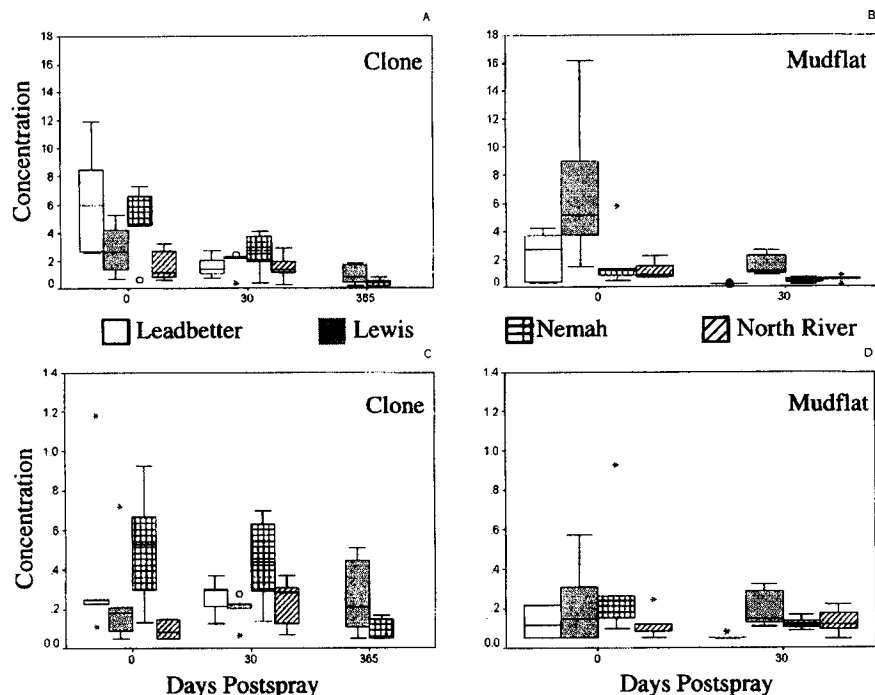 A
B
18
16
14
12
10
8
6
4
2
0
Concentration
Clone
0
30
365
18
16
14
12
10
8
6
4
2
0
Mudflat
0
30
Leadbetter
Lewis
Nemah
North River
C
D
1.4
1.2
1.0
.8
.6
.4
.2
0.0
Concentration
Clone
0
30
365
Days Postspray
1.4
1.2
1.0
.8
.6
.4
.2
0.0
Mudflat
0
30
Days Postspray